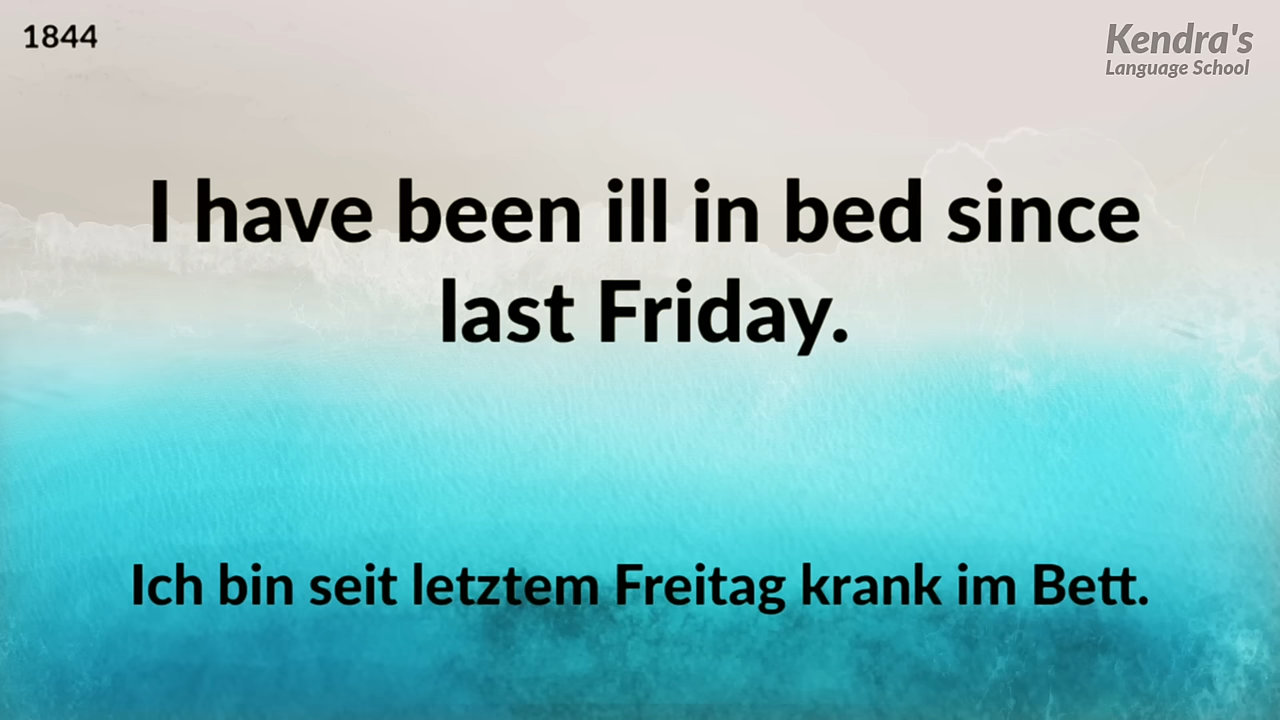 1844
Kendra's
Language School
I have been ill in bed since
last Friday.
Ich bin seit letztem Freitag krank im Bett.